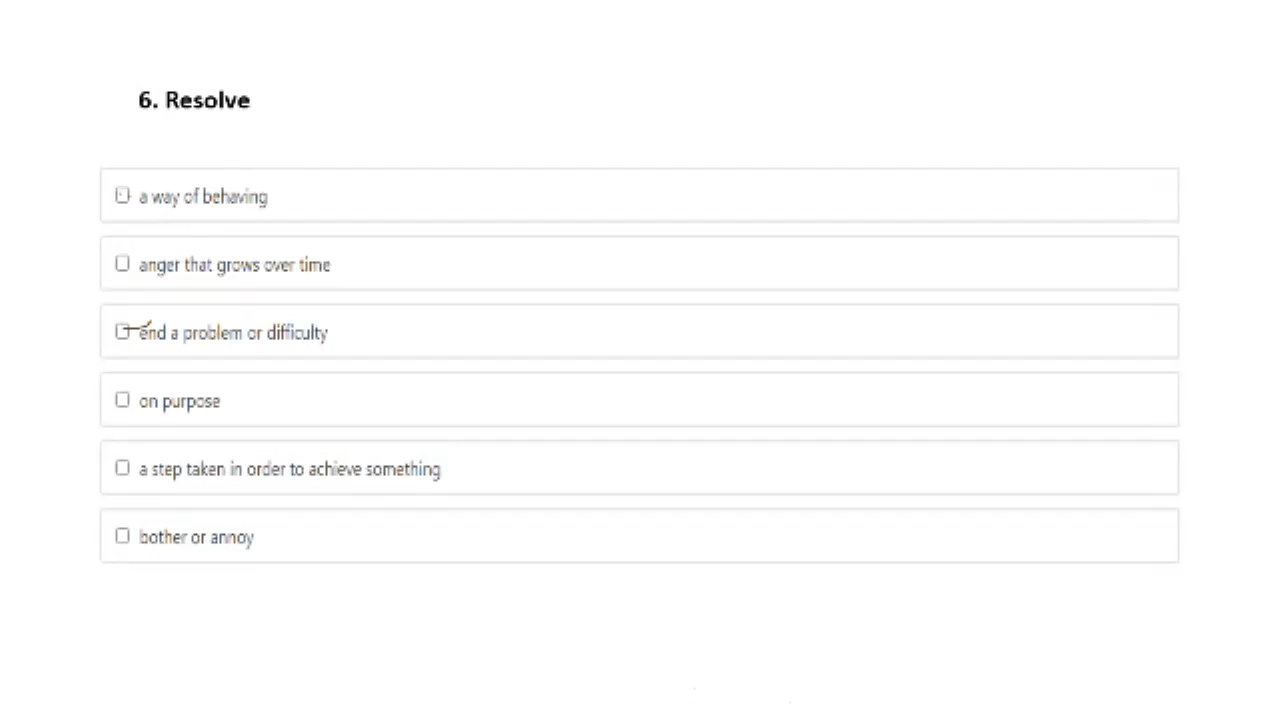 6. Resolve
a way of behaving
anger that grows over time
end a problem or difficulty
on purpose
a step taken in order to achieve something
bother or annoy